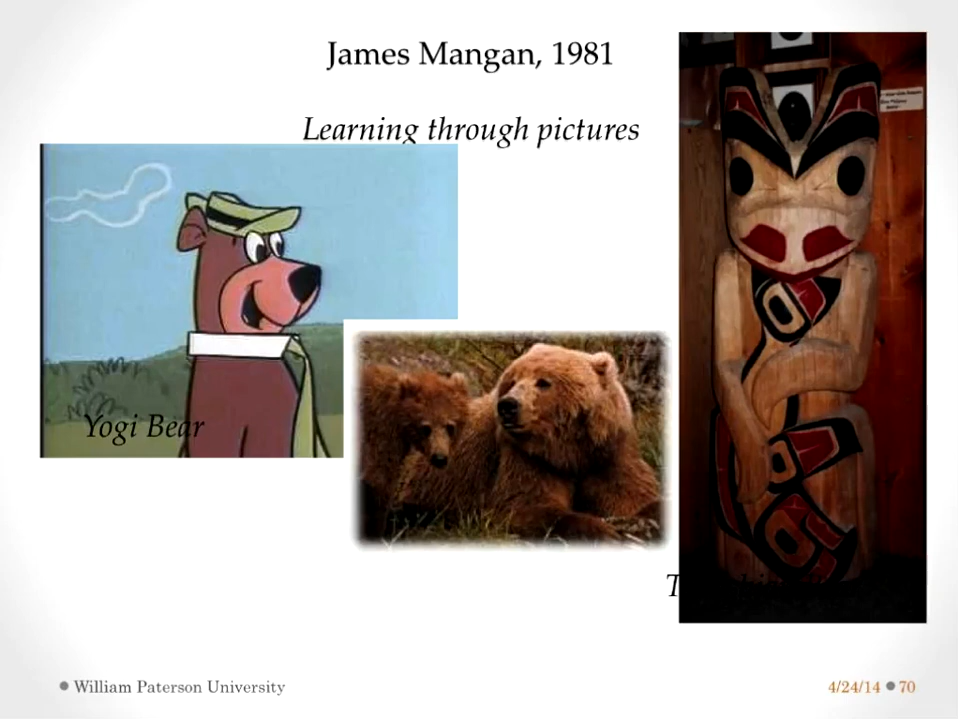 James Mangan, 1981
Learning through pictures
Yogi Bear
William Paterson University
4/24/14
70